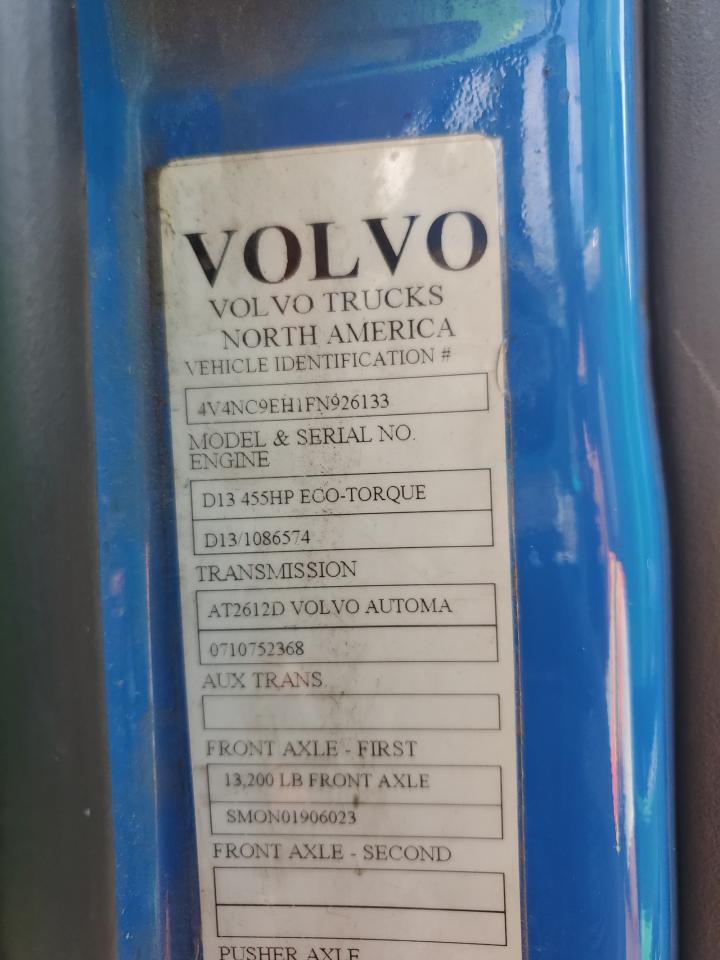 VOLVO
VOLVO TRUCKS
NORTH AMERICA
VEHICLE IDENTIFICATION #
4V4NC9EH1FN926133
MODEL & SERIAL NO.
ENGINE
D13 455HP ECO-TORQUE
D13/1086574
TRANSMISSION
AT2612D VOLVO AUTOMA
0710752368
AUX TRANS.
FRONT AXLE - FIRST
13,200 LB FRONT AXLE
SMON01906023
FRONT AXLE - SECOND
PUSHER AXLE